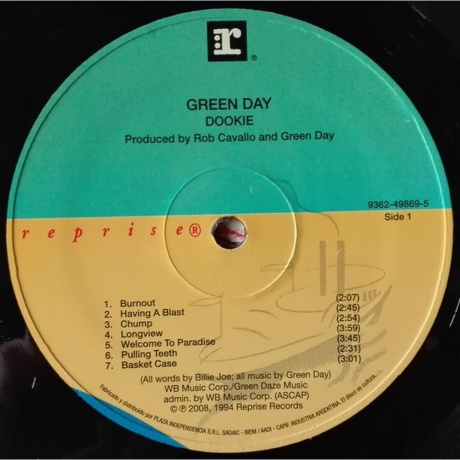 r
®
GREEN DAY
DOOKIE
Produced by Rob Cavallo and Green Day
9362-49869-5
Side 1
reprise®
1. Burnout (2:07)
2. Having A Blast (2:45)
3. Chump (2:54)
4. Longview (3:59)
5. Welcome To Paradise (3:45)
6. Pulling Teeth (2:31)
7. Basket Case (3:01)
(All words by Billie Joe; all music by Green Day)
WB Music Corp./Green Daze Music
admin. by WB Music Corp. (ASCAP)
© ℗ 2008, 1994 Reprise Records
Fabricado y distribuido por PLAZA INDEPENDENCIA S.R.L. SADAIC - BIEM / AADI - CAPIF. INDUSTRIA ARGENTINA. El disco es cultura...